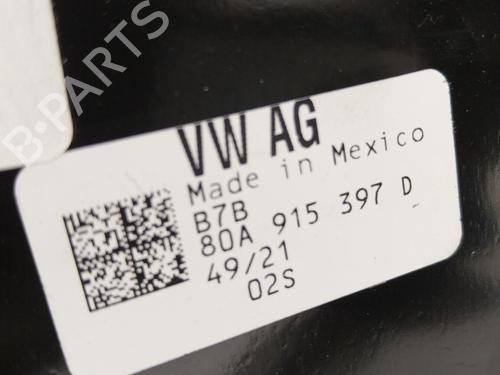 B-PARTS
VW AG
Made in Mexico
B7B
80A 915 397 D
49/21
02S